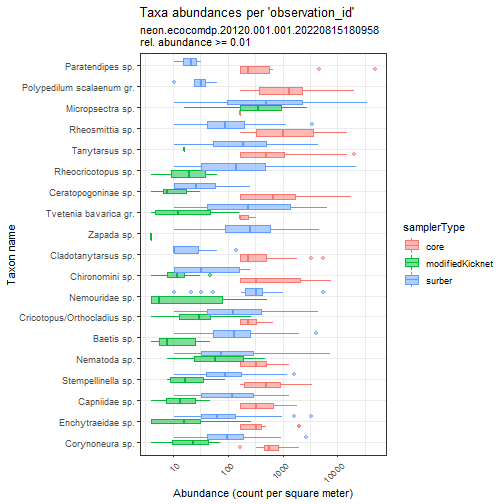 Taxa abundances per 'observation_id'
neon.ecocomdp.20120.001.001.20220815180958
rel. abundance >= 0.01
Taxon name
Paratendipes sp.
Polypedilum scalaenum gr.
Micropsectra sp.
Rheosmittia sp.
Tanytarsus sp.
Rheocricotopus sp.
Ceratopogoninae sp.
Tvetenia bavarica gr.
Zapada sp.
Cladotanytarsus sp.
Chironomini sp.
Nemouridae sp.
Cricotopus/Orthocladius sp.
Baetis sp.
Nematoda sp.
Stempellinella sp.
Capniidae sp.
Enchytraeidae sp.
Corynoneura sp.
10
100
1000
10000
Abundance (count per square meter)
samplerType
core
modifiedKicknet
surber